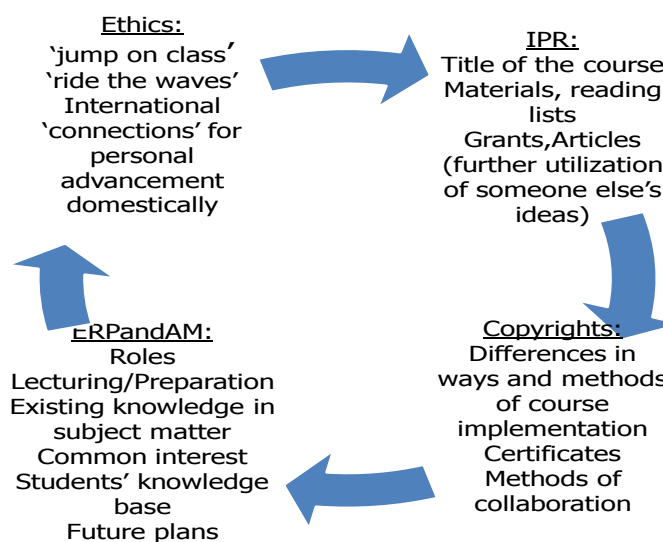 Ethics:
‘jump on class’
‘ride the waves’
International
‘connections’ for
personal
advancement
domestically
IPR:
Title of the course
Materials, reading
lists
Grants,Articles
(further utilization
of someone else’s
ideas)
Copyrights:
Differences in
ways and methods
of course
implementation
Certificates
Methods of
collaboration
ERPandAM:
Roles
Lecturing/Preparation
Existing knowledge in
subject matter
Common interest
Students’ knowledge
base
Future plans